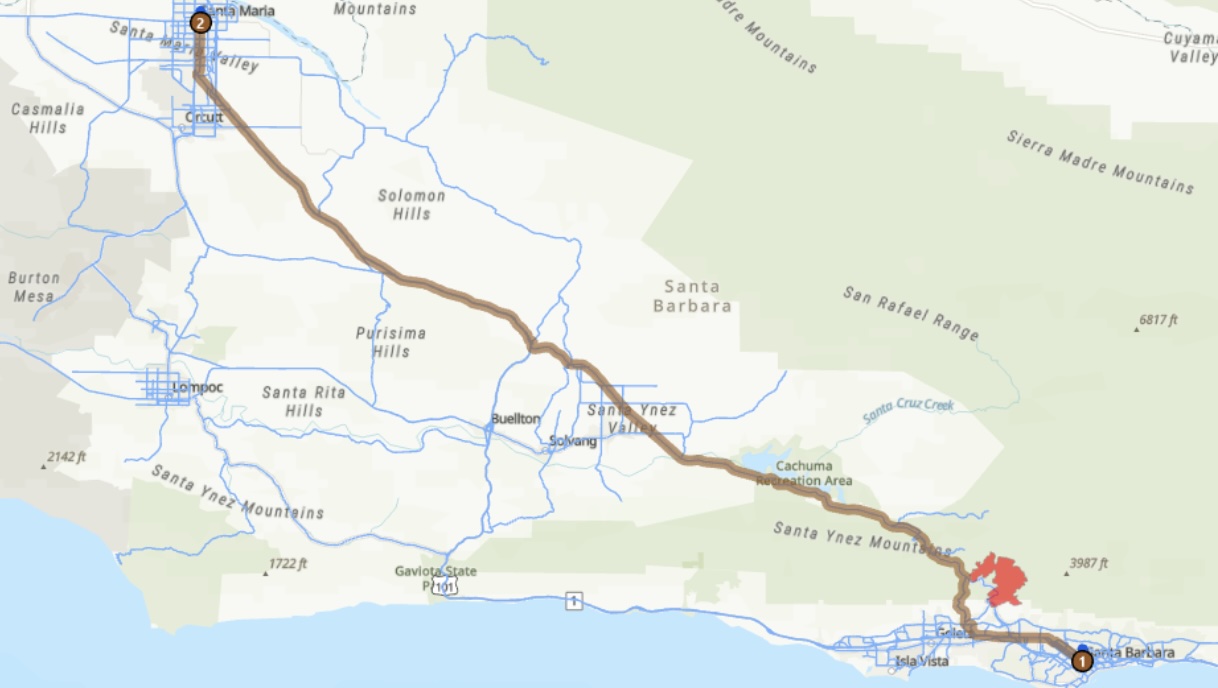 Santa Maria
Mountains
2
Santa Maria Valley
Madre Mountains
Cuyama
Valley
Casmalia
Hills
Orcutt
Sierra Madre Mountains
Solomon
Hills
Burton
Mesa
Santa
Barbara
San Rafael Range
6817 ft
Purisima
Hills
Lompoc
Santa Rita
Hills
Santa Cruz Creek
Buellton
Santa Ynez
Valley
Solvang
2142 ft
Cachuma
Recreation Area
Santa Ynez Mountains
Santa Ynez Mountains
1722 ft
3987 ft
Gaviota State
101
1
Goleta
Isla Vista
Santa Barbara
1